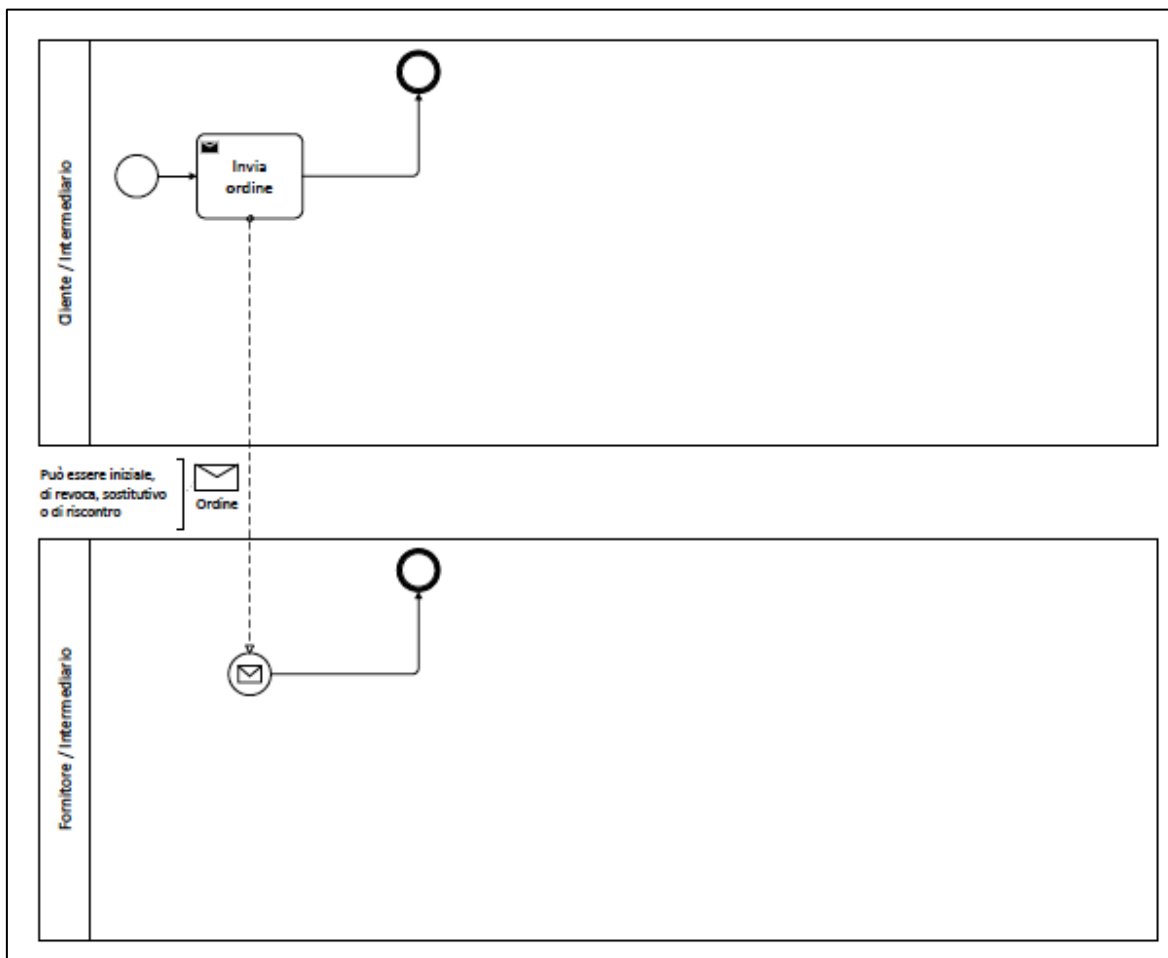 Cliente / Intermediario
Invia
ordine
Può essere iniziale,
di revoca, sostitutivo
o di riscontro
Ordine
Fornitore / Intermediario